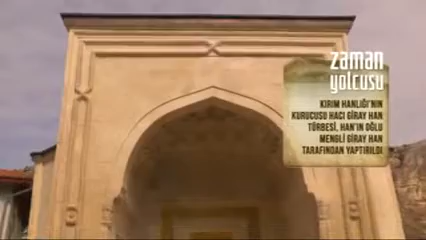 zaman
yolcusu
KIRIM HANLIĞI'NIN
KURUCUSU HACI GİRAY HAN
TÜRBESİ, HAN'IN OĞLU
MENGLİ GİRAY HAN
TARAFINDAN YAPTIRILDI